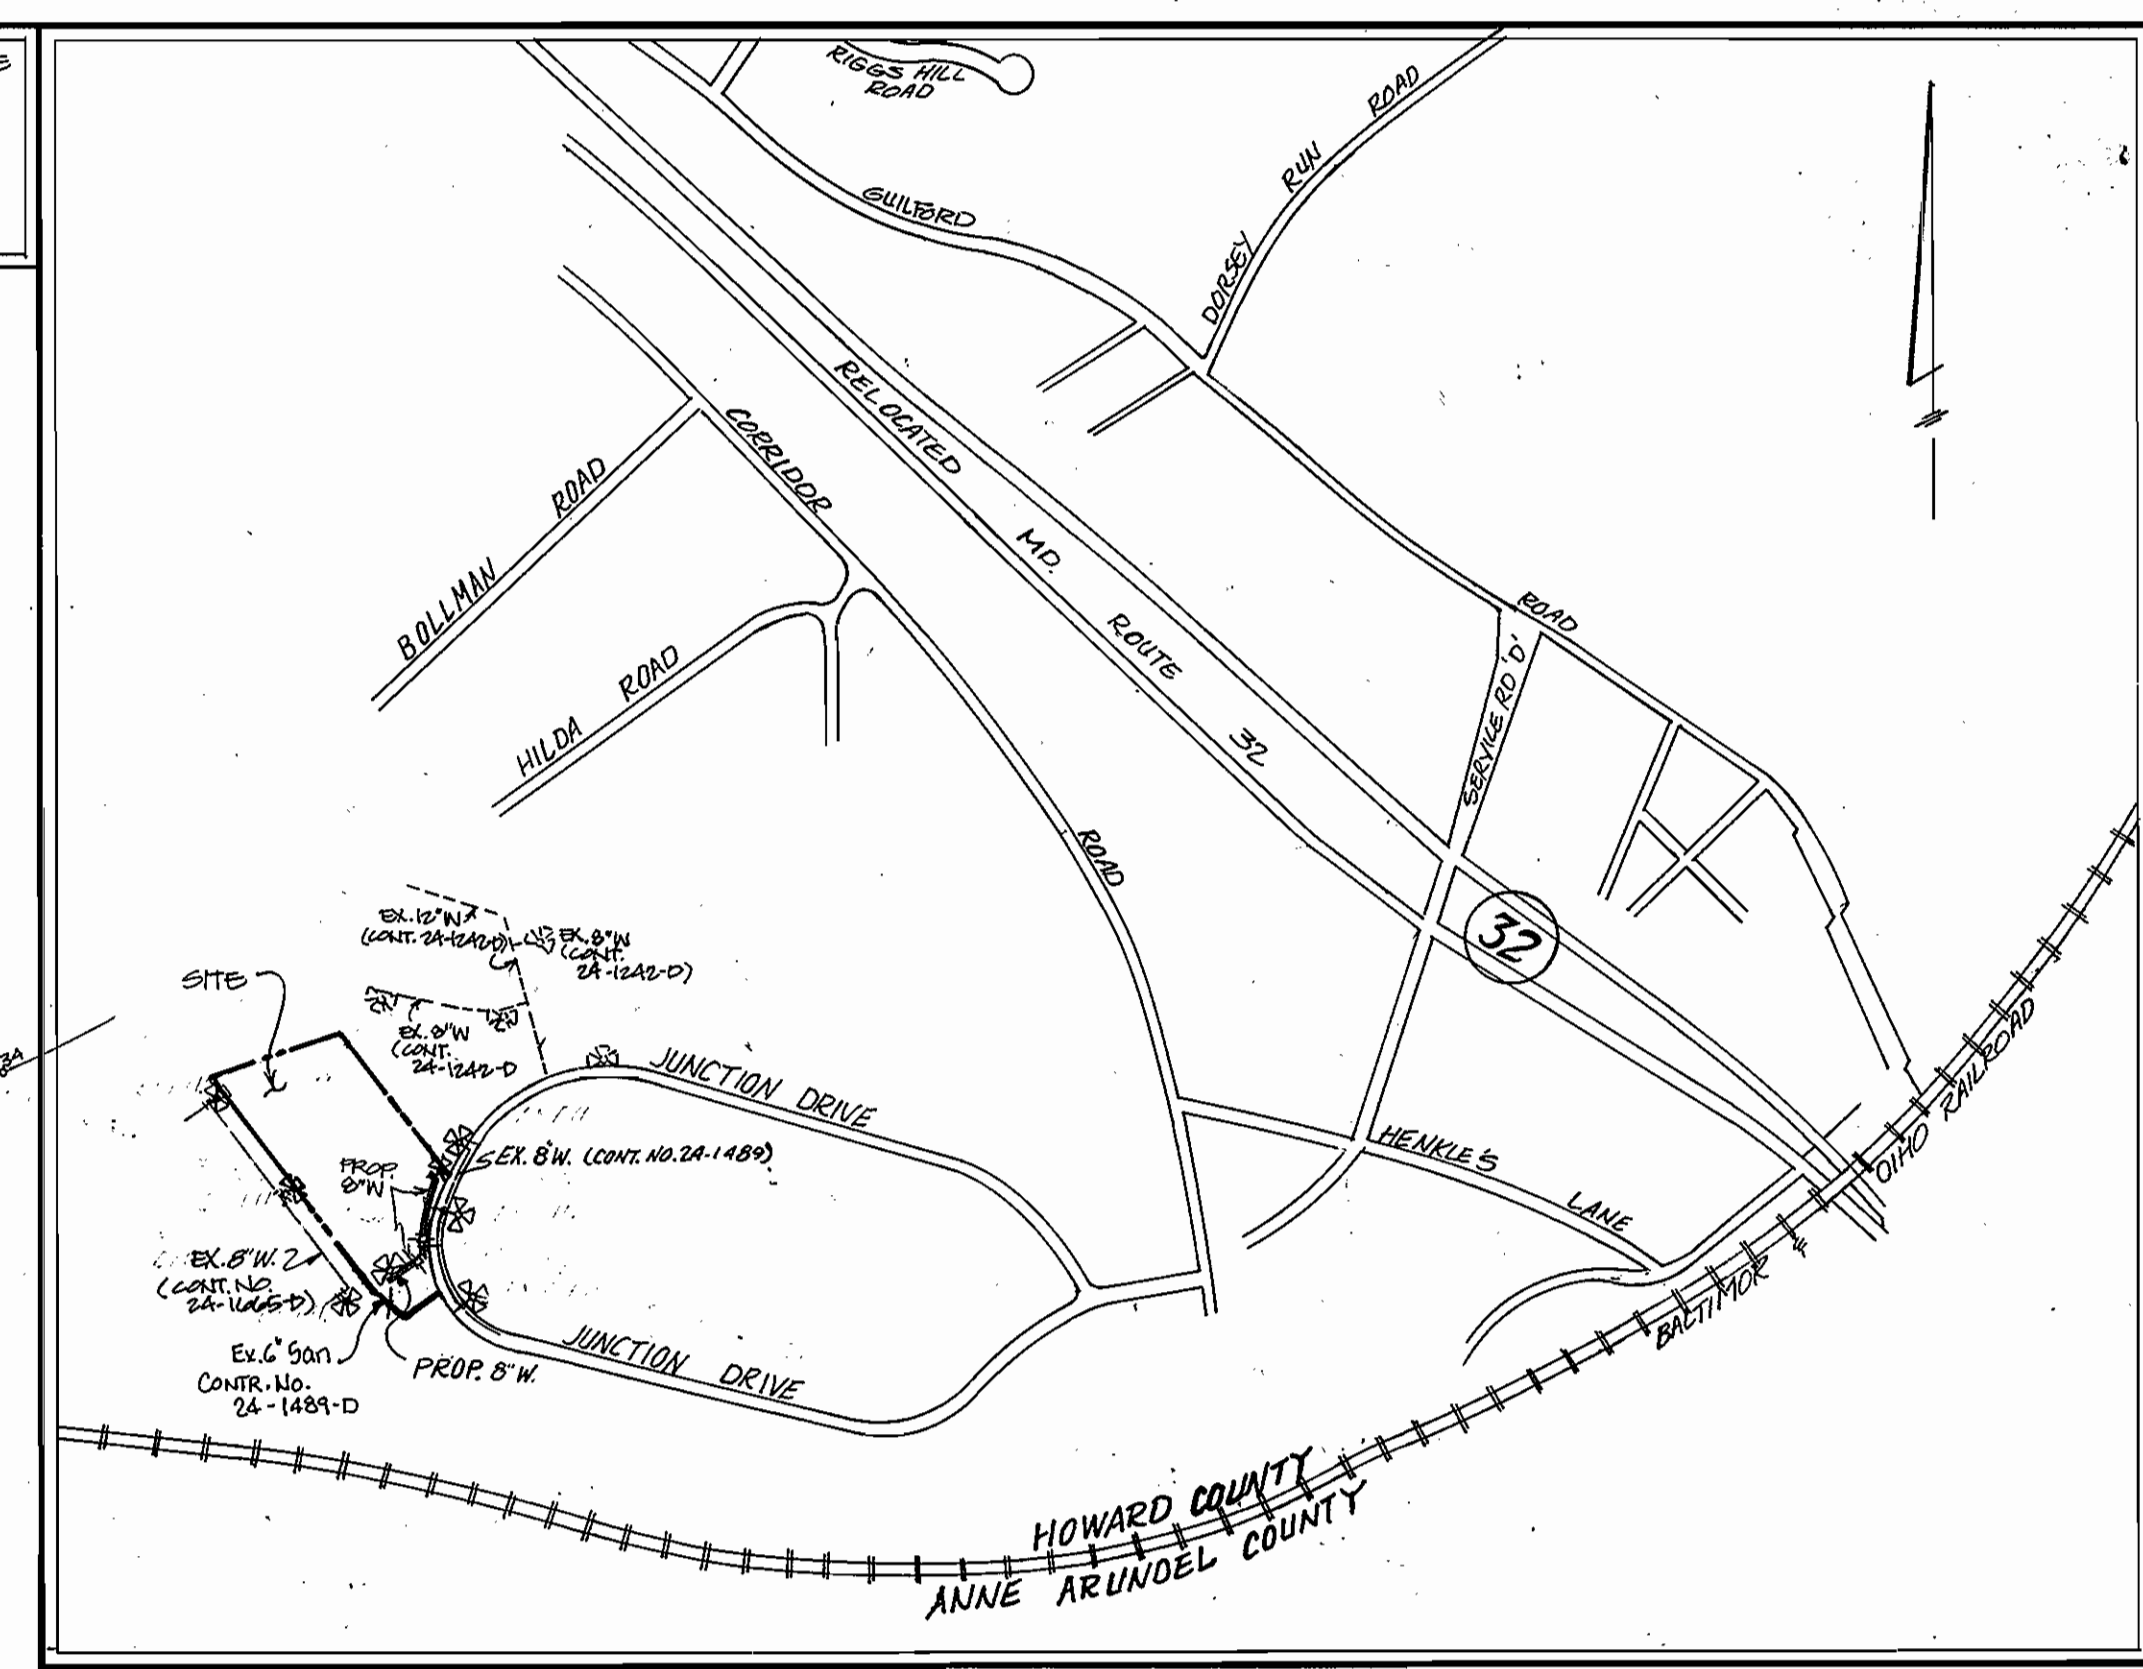 RIGGS HILL
ROAD
DORSEY RUN ROAD
GUILFORD
ROAD
RELOCATED MD. ROUTE 32
CORRIDOR
ROAD
BOLLMAN ROAD
HILDA ROAD
SERVICE RD 'D'
32
EX. 12"W
(CONT. 24-1242-D)
EX. 8"W
(CONT.
24-1242-D)
SITE
EX. 8"W
(CONT.
24-1242-D
34
JUNCTION DRIVE
EX. 8"W. (CONT. NO. 24-1489)
PROP.
8"W
HENKLE'S LANE
EX. 8"W.
(CONT. NO.
24-1665-D)
Ex. 6" San
CONTR. NO.
24-1489-D
PROP. 8"W.
JUNCTION DRIVE
BALTIMOR
OIHO RAILROAD
HOWARD COUNTY
ANNE ARUNDEL COUNTY